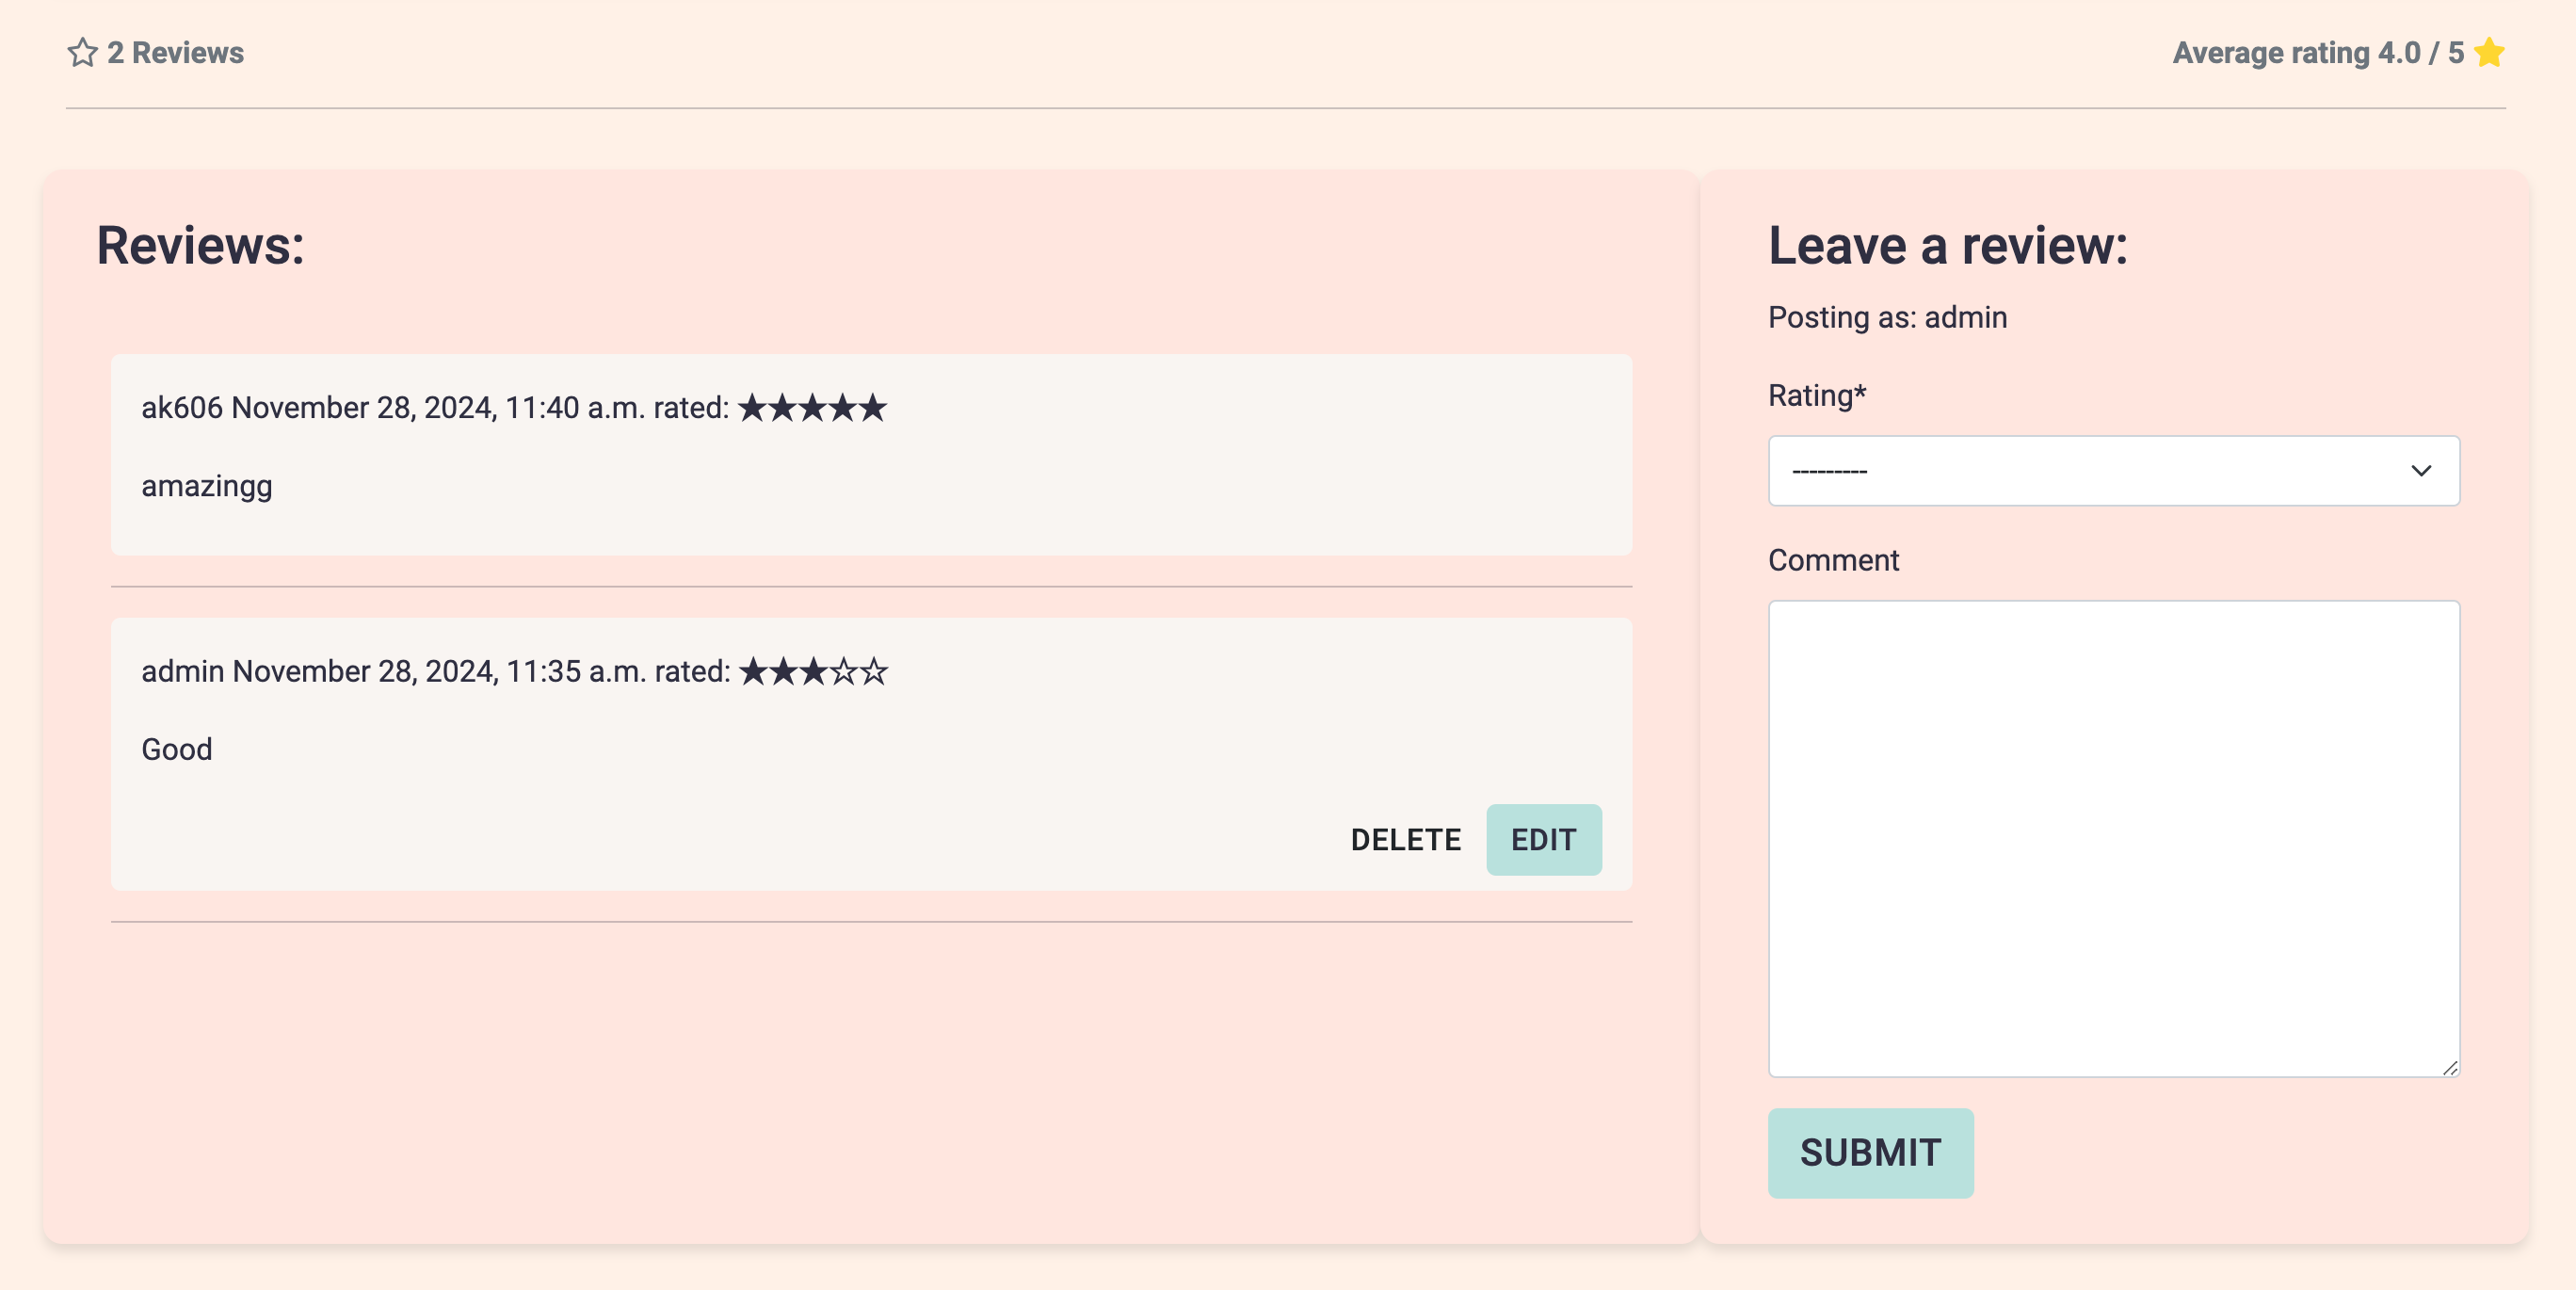 2 Reviews
Average rating 4.0 / 5
Reviews:
ak606 November 28, 2024, 11:40 a.m. rated: ★★★★★
amazingg
admin November 28, 2024, 11:35 a.m. rated: ★★★☆☆
Good
DELETE EDIT
Leave a review:
Posting as: admin
Rating*
---------
Comment
SUBMIT